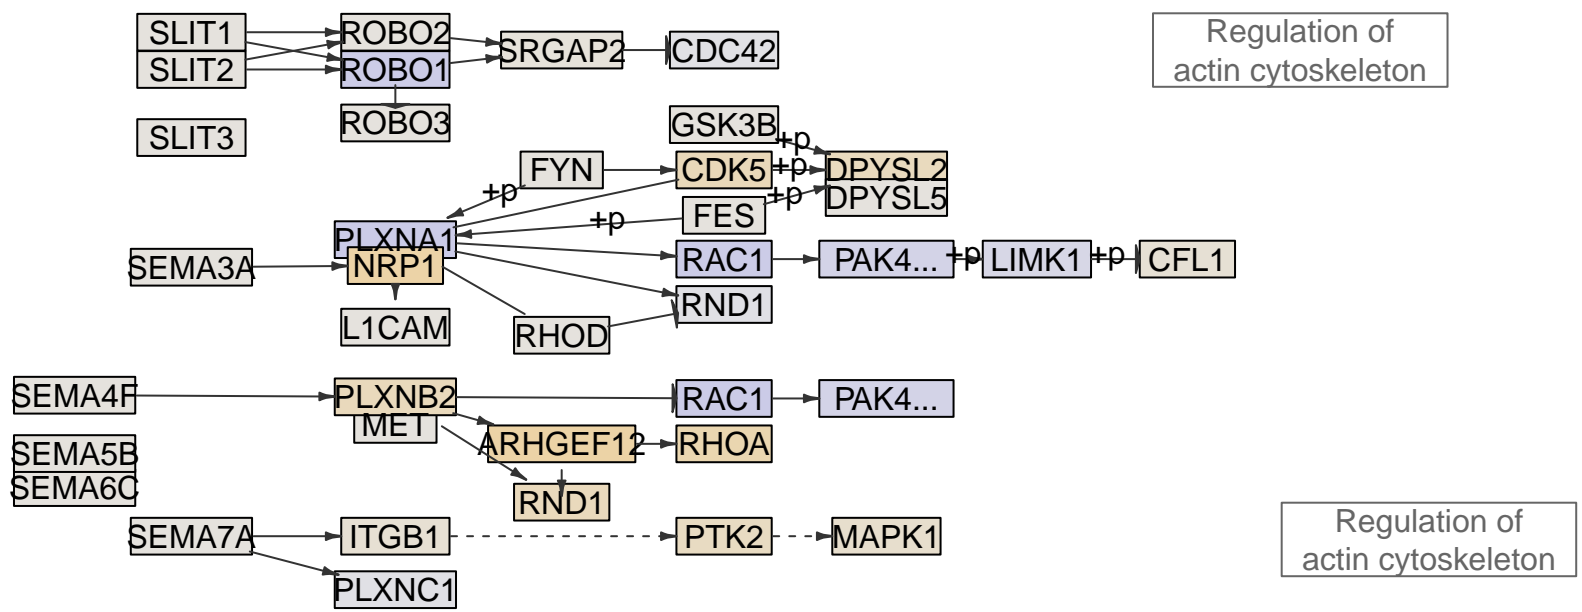 SLIT1
ROBO2
SRGAP2
CDC42
Regulation of
actin cytoskeleton
SLIT2
ROBO1
SLIT3
ROBO3
GSK3B
+p
FYN
CDK5
+p
DPYSL2
+p
+p
DPYSL5
FES
+p
PLXNA1
SEMA3A
NRP1
RAC1
PAK4...
+p
LIMK1
+p
CFL1
RND1
L1CAM
RHOD
SEMA4F
PLXNB2
RAC1
PAK4...
MET
ARHGEF12
RHOA
SEMA5B
SEMA6C
RND1
SEMA7A
ITGB1
PTK2
MAPK1
PLXNC1
Regulation of
actin cytoskeleton